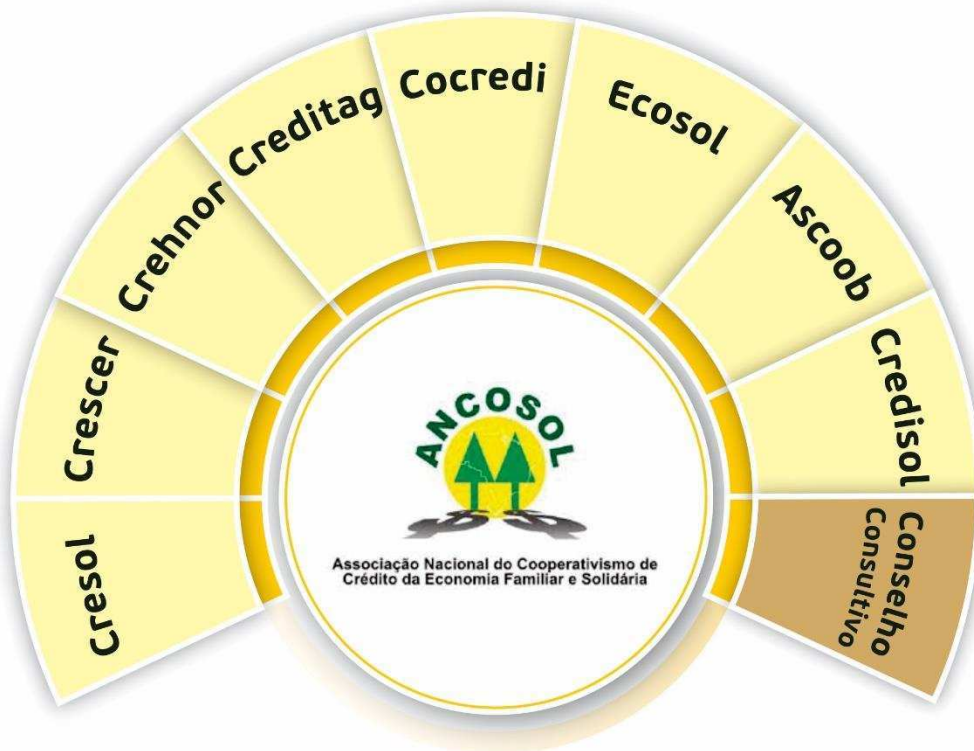 Cresol
Crescer
Crehnor
Creditag
Cocredi
Ecosol
Ascoob
Credisol
Conselho
Consultivo
ANCOSOL
Associação Nacional do Cooperativismo de
Crédito da Economia Familiar e Solidária